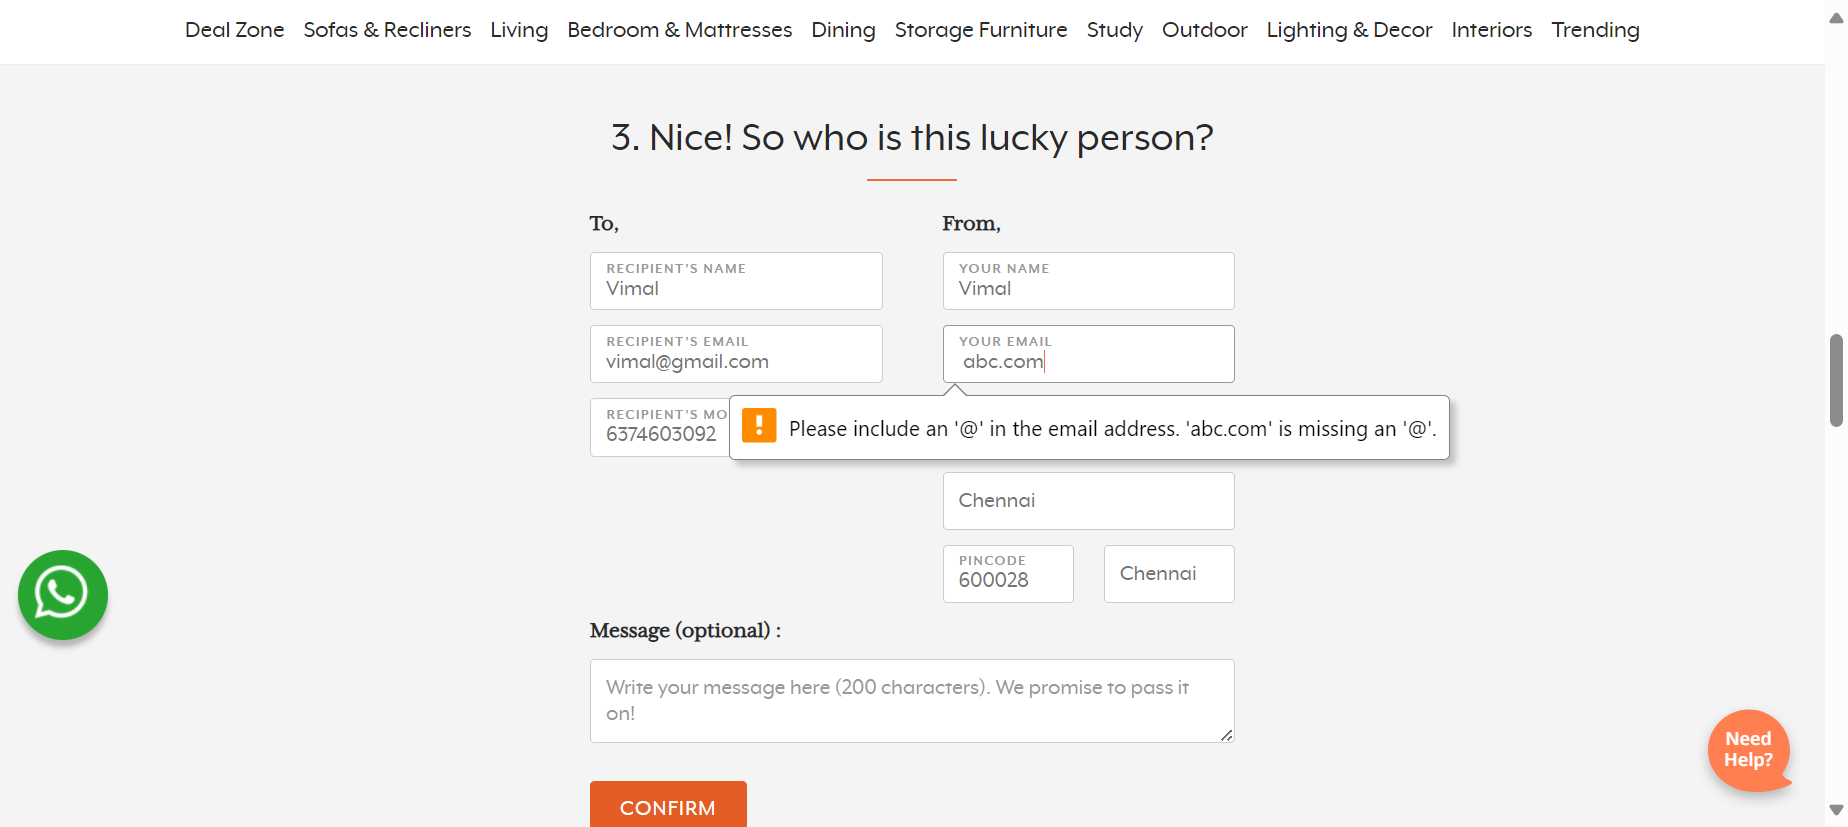 Deal Zone Sofas & Recliners Living Bedroom & Mattresses Dining Storage Furniture Study Outdoor Lighting & Decor Interiors Trending
3. Nice! So who is this lucky person?
To,
From,
RECIPIENT'S NAME
Vimal
YOUR NAME
Vimal
RECIPIENT'S EMAIL
vimal@gmail.com
YOUR EMAIL
abc.com
RECIPIENT'S MO
6374603092
Please include an '@' in the email address. 'abc.com' is missing an '@'.
Chennai
PINCODE
600028
Chennai
Message (optional) :
Write your message here (200 characters). We promise to pass it
on!
CONFIRM
Need
Help?